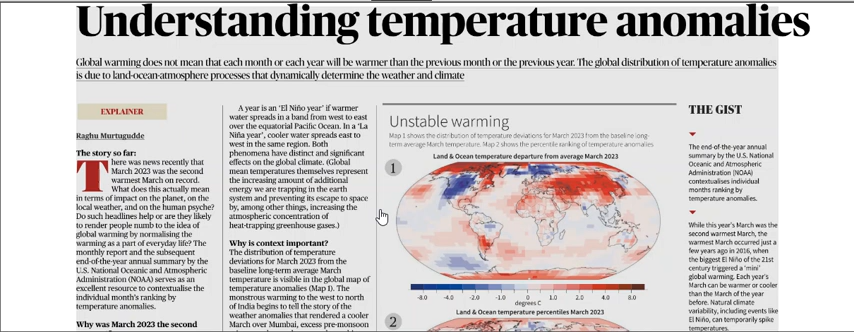 Understanding temperature anomalies
Global warming does not mean that each month or each year will be warmer than the previous month or the previous year. The global distribution of temperature anomalies
is due to land-ocean-atmosphere processes that dynamically determine the weather and climate
EXPLAINER
Raghu Murtugudde
The story so far:
There was news recently that
March 2023 was the second
warmest March on record.
What does this actually mean
in terms of impact on the planet, on the
local weather, and on the human psyche?
Do such headlines help or are they likely
to render people numb to the idea of
global warming by normalising the
warming as a part of everyday life? The
monthly report and the subsequent
end-of-the-year annual summary by the
U.S. National Oceanic and Atmospheric
Administration (NOAA) serves as an
excellent resource to contextualise the
individual month's ranking by
temperature anomalies.
Why was March 2023 the second
A year is an 'El Niño year' if warmer
water spreads in a band from west to east
over the equatorial Pacific Ocean. In a 'La
Niña year', cooler water spreads east to
west in the same region. Both
phenomena have distinct and significant
effects on the global climate. (Global
mean temperatures themselves represent
the increasing amount of additional
energy we are trapping in the earth
system and preventing its escape to space
by, among other things, increasing the
atmospheric concentration of
heat-trapping greenhouse gases.)
Why is context important?
The distribution of temperature
deviations for March 2023 from the
baseline long-term average March
temperature is visible in the global map of
temperature anomalies (Map 1). The
monstrous warming to the west to north
of India begins to tell the story of the
weather anomalies that rendered a cooler
March over Mumbai, excess pre-monsoon
Unstable warming
Map 1 shows the distribution of temperature deviations for March 2023 from the baseline long-
term average March temperature. Map 2 shows the percentile ranking of temperature anomalies
Land & Ocean temperature departure from average March 2023
1
-8.0 -4.0 -2.0 -1.0 0 1.0 2.0 4.0 8.0
degrees C
Land & Ocean temperature percentiles March 2023
2
THE GIST
The end-of-the-year annual
summary by the U.S. National
Oceanic and Atmospheric
Administration (NOAA)
contextualises individual
months ranking by
temperature anomalies.
While this year's March was the
second warmest March, the
warmest March occurred just a
few years ago in 2016, when
the biggest El Niño of the 21st
century triggered a 'mini'
global warming. Each year's
March can be warmer or cooler
than the March of the year
before. Natural climate
variability, including events like
El Niño, can temporarily spike
temperatures.